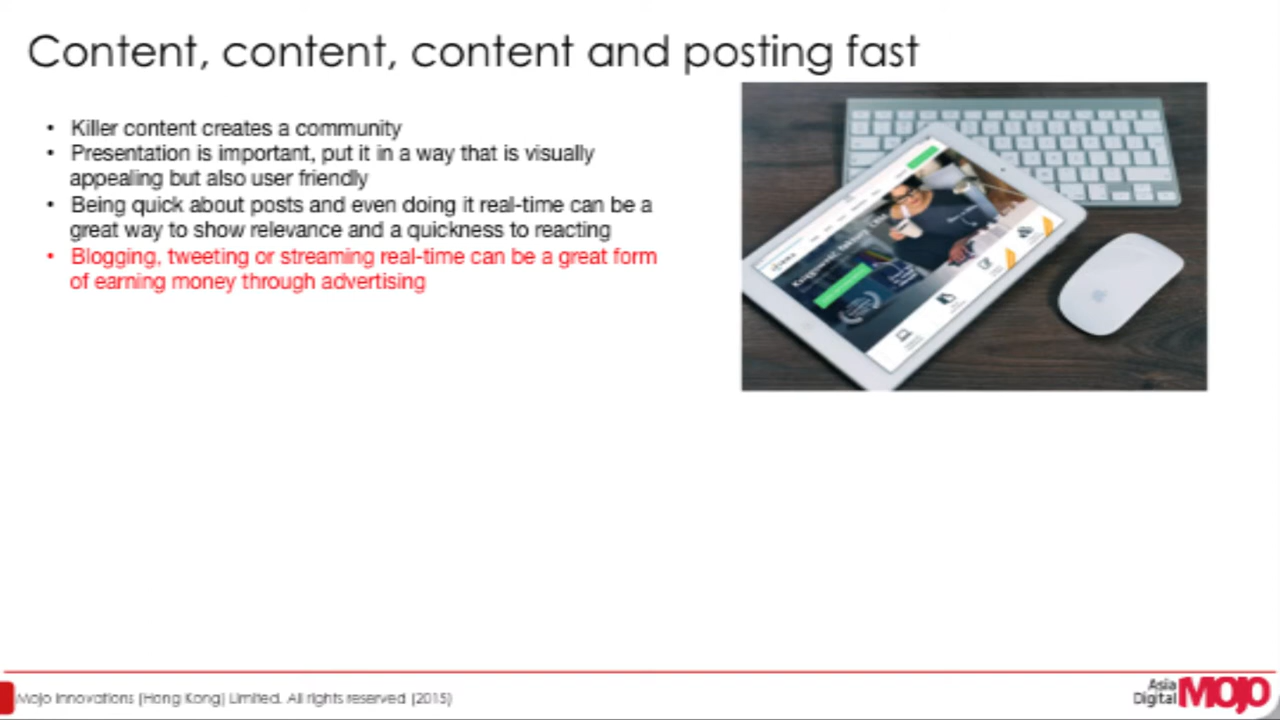 Content, content, content and posting fast
• Killer content creates a community
• Presentation is important, put it in a way that is visually
appealing but also user friendly
• Being quick about posts and even doing it real-time can be a
great way to show relevance and a quickness to reacting
• Blogging, tweeting or streaming real-time can be a great form
of earning money through advertising
Mojo Innovations (Hong Kong) Limited. All rights reserved (2015)
Asia
Digital MOJO